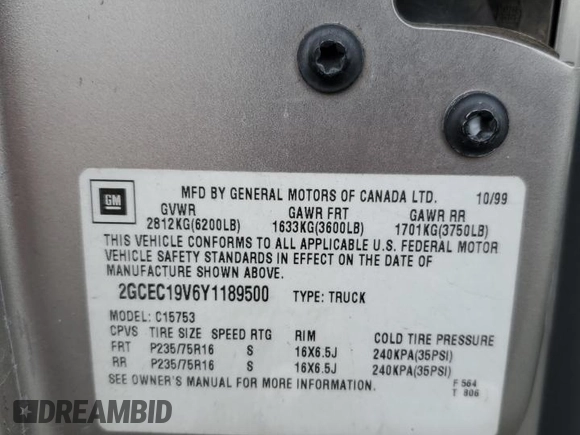 GM
MFD BY GENERAL MOTORS OF CANADA LTD. 10/99
GVWR GAWR FRT GAWR RR
2812KG(6200LB) 1633KG(3600LB) 1701KG(3750LB)
THIS VEHICLE CONFORMS TO ALL APPLICABLE U.S. FEDERAL MOTOR
VEHICLE SAFETY STANDARDS IN EFFECT ON THE DATE OF
MANUFACTURE SHOWN ABOVE.
2GCEC19V6Y1189500 TYPE: TRUCK
MODEL: C15753
CPVS TIRE SIZE SPEED RTG RIM COLD TIRE PRESSURE
FRT P235/75R16 S 16X6.5J 240KPA(35PSI)
RR P235/75R16 S 16X6.5J 240KPA(35PSI)
SEE OWNER'S MANUAL FOR MORE INFORMATION.
F 564
T 806
DREAMBID